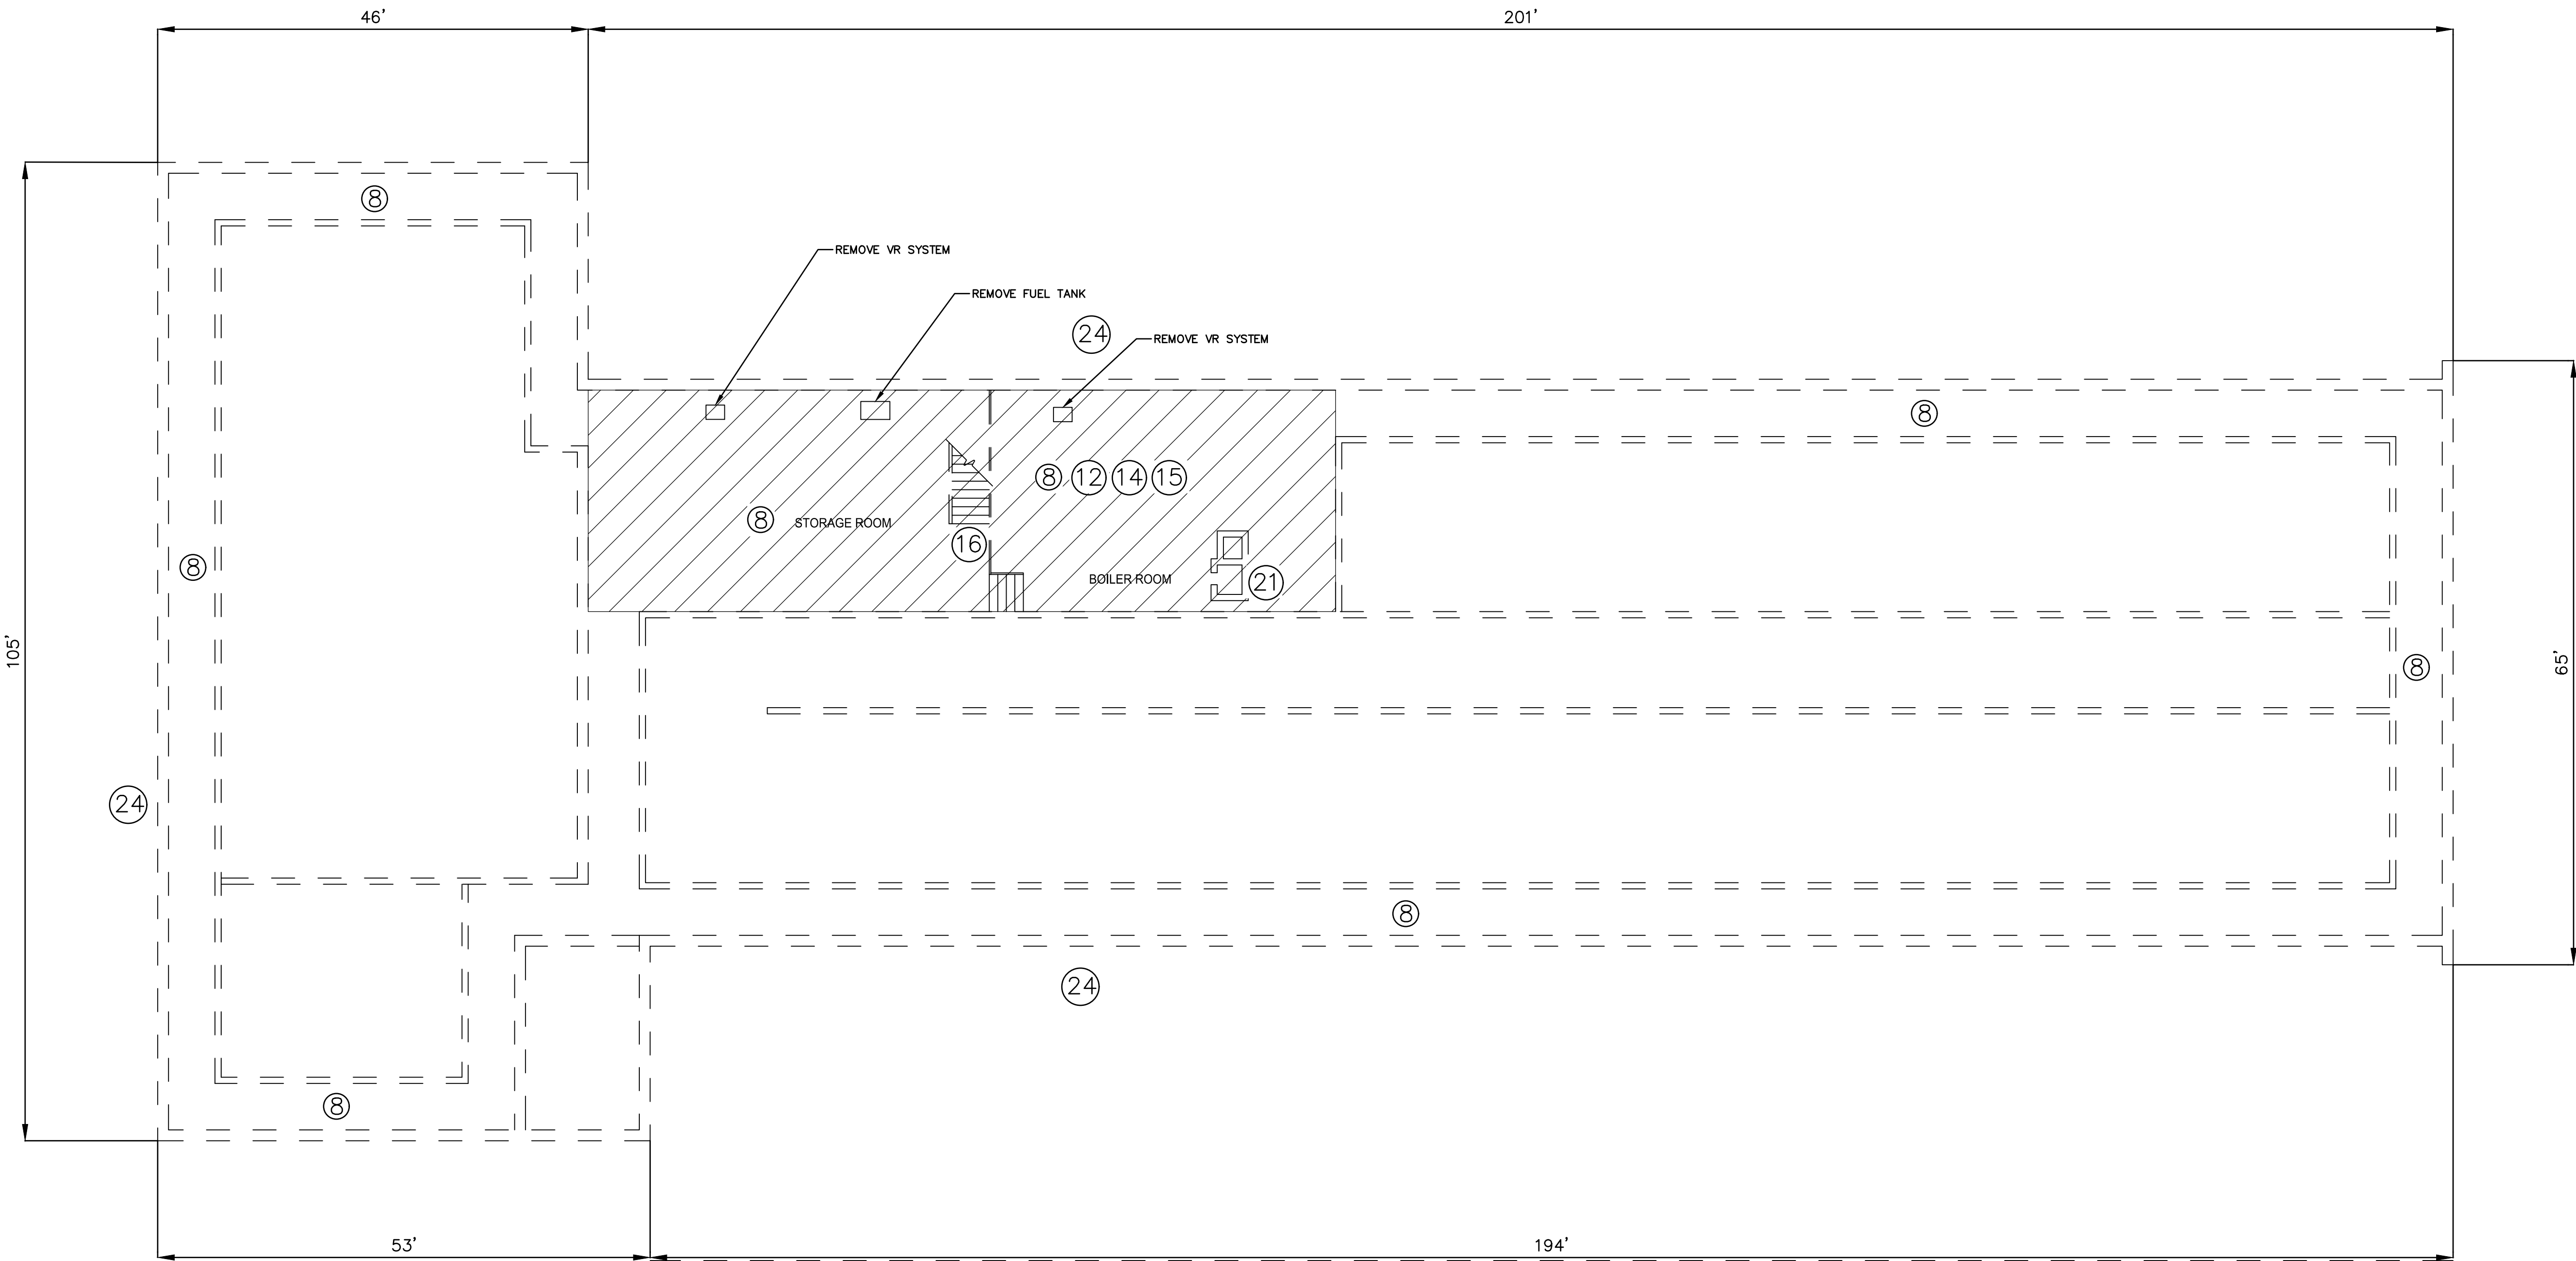 46’
201’
8
REMOVE VR SYSTEM
REMOVE FUEL TANK
24
REMOVE VR SYSTEM
8
8 12 14 15
8 STORAGE ROOM
16
8
BOILER ROOM
21
105’
65’
8
24
8
24
8
53’
194’